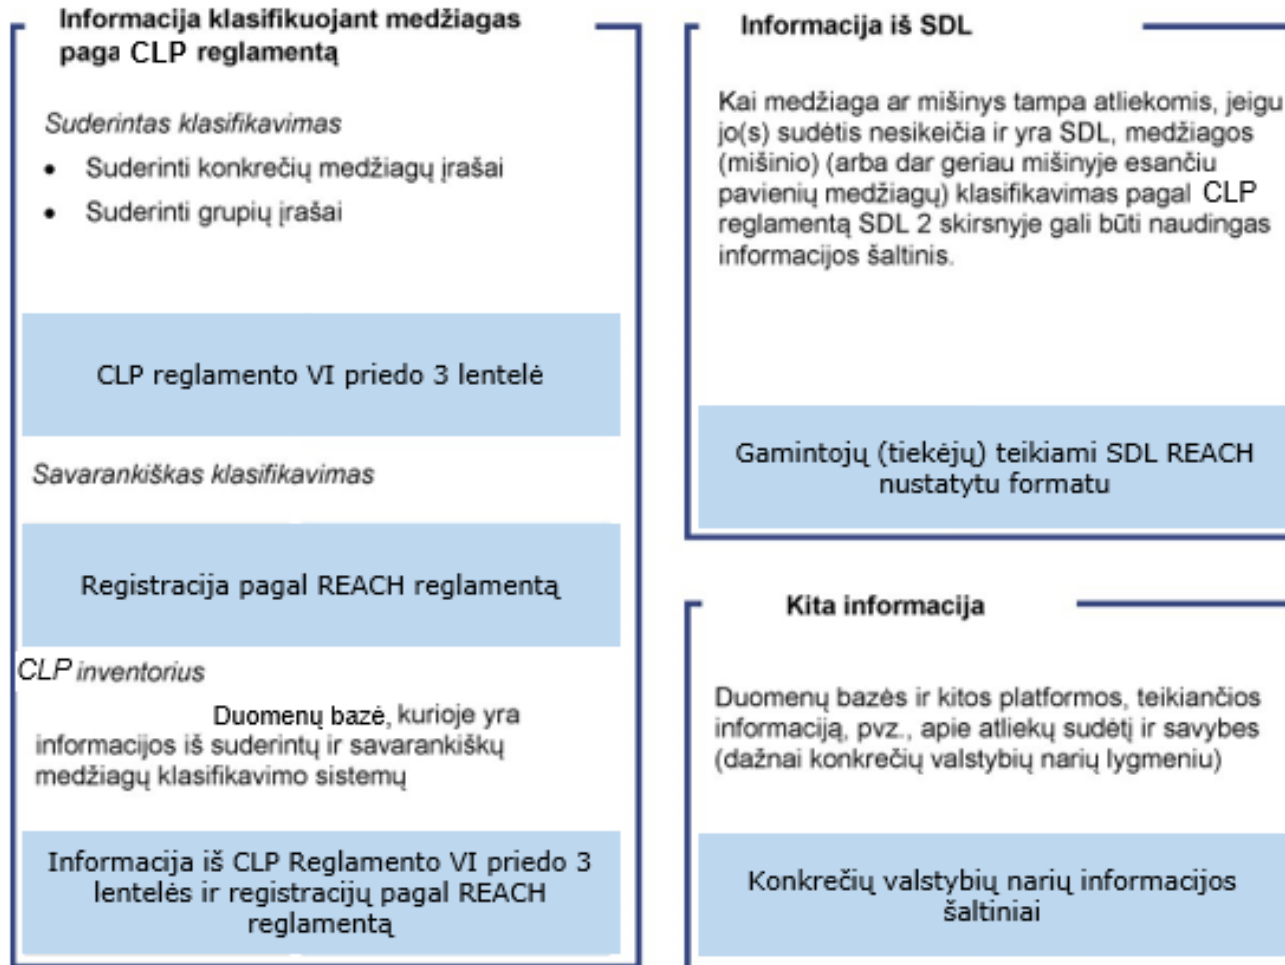 Informacija klasifikuojant medžiagas
paga CLP reglamentą
Suderintas klasifikavimas
• Suderinti konkrečių medžiagų įrašai
• Suderinti grupių įrašai
CLP reglamento VI priedo 3 lentelė
Savarankiškas klasifikavimas
Registracija pagal REACH reglamentą
CLP inventorius
Duomenų bazė, kurioje yra
informacijos iš suderintų ir savarankiškų
medžiagų klasifikavimo sistemų
Informacija iš CLP Reglamento VI priedo 3
lentelės ir registracijų pagal REACH
reglamentą
Informacija iš SDL
Kai medžiaga ar mišinys tampa atliekomis, jeigu
jo(s) sudėtis nesikeičia ir yra SDL, medžiagos
(mišinio) (arba dar geriau mišinyje esančiu
pavienių medžiagų) klasifikavimas pagal CLP
reglamentą SDL 2 skirsnyje gali būti naudingas
informacijos šaltinis.
Gamintojų (tiekėjų) teikiami SDL REACH
nustatytu formatu
Kita informacija
Duomenų bazės ir kitos platformos, teikiančios
informaciją, pvz., apie atliekų sudėtį ir savybes
(dažnai konkrečių valstybių narių lygmeniu)
Konkrečių valstybių narių informacijos
šaltiniai